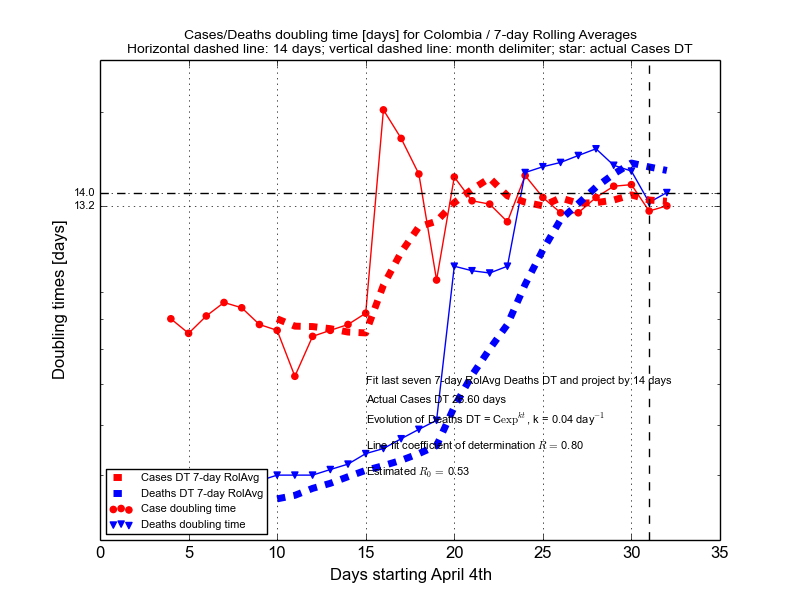 Cases/Deaths doubling time [days] for Colombia / 7-day Rolling Averages
Horizontal dashed line: 14 days; vertical dashed line: month delimiter; star: actual Cases DT
14.0
13.2
Doubling times [days]
Fit last seven 7-day RolAvg Deaths DT and project by 14 days
Actual Cases DT 23.60 days
Evolution of Deaths DT = Cexp^{kt}, k = 0.04 day^{-1}
Line fit coefficient of determination R = 0.80
Estimated R_0 = 0.53
Cases DT 7-day RolAvg
Deaths DT 7-day RolAvg
Case doubling time
Deaths doubling time
0 5 10 15 20 25 30 35
Days starting April 4th